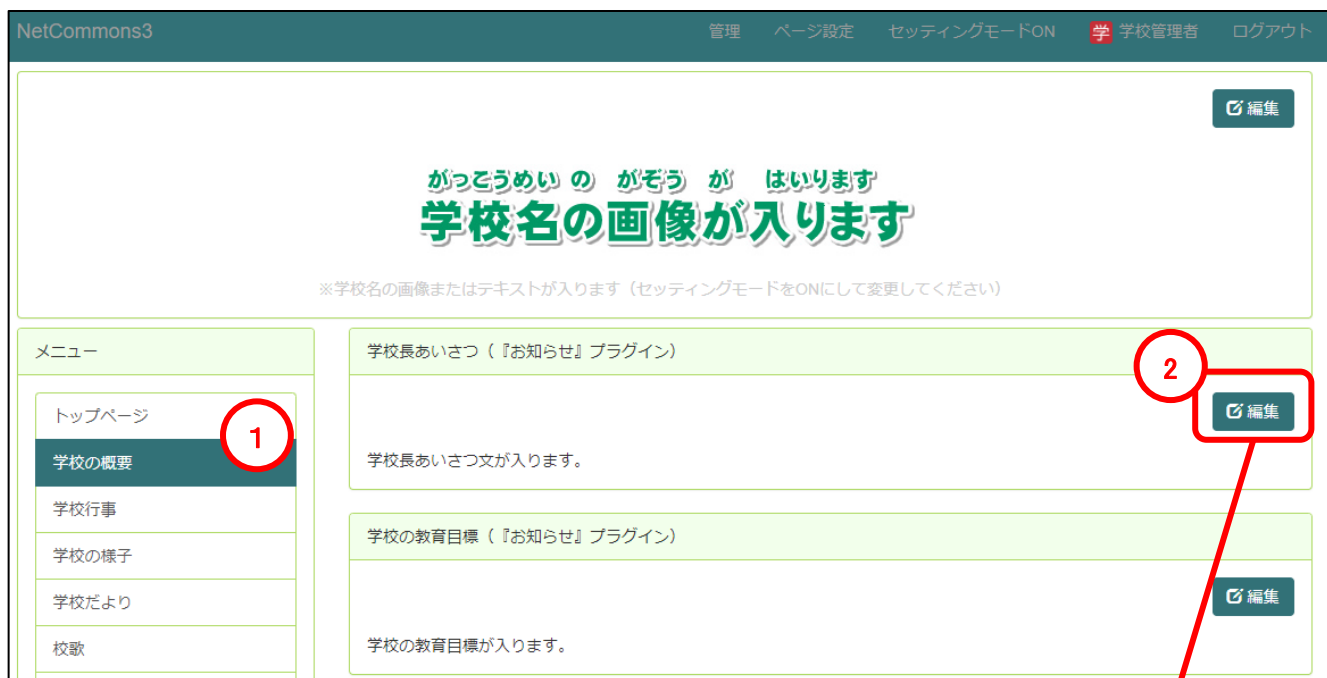 NetCommons3 管理 ページ設定 セッティングモードON 学 学校管理者 ログアウト
編集
がっこうめい の がぞう が はいります
学校名の画像が入ります
※学校名の画像またはテキストが入ります（セッティングモードをONにして変更してください）
メニュー
トップページ
1
学校の概要
学校行事
学校の様子
学校だより
校歌
学校長あいさつ（『お知らせ』プラグイン）
2
編集
学校長あいさつ文が入ります。
学校の教育目標（『お知らせ』プラグイン）
編集
学校の教育目標が入ります。